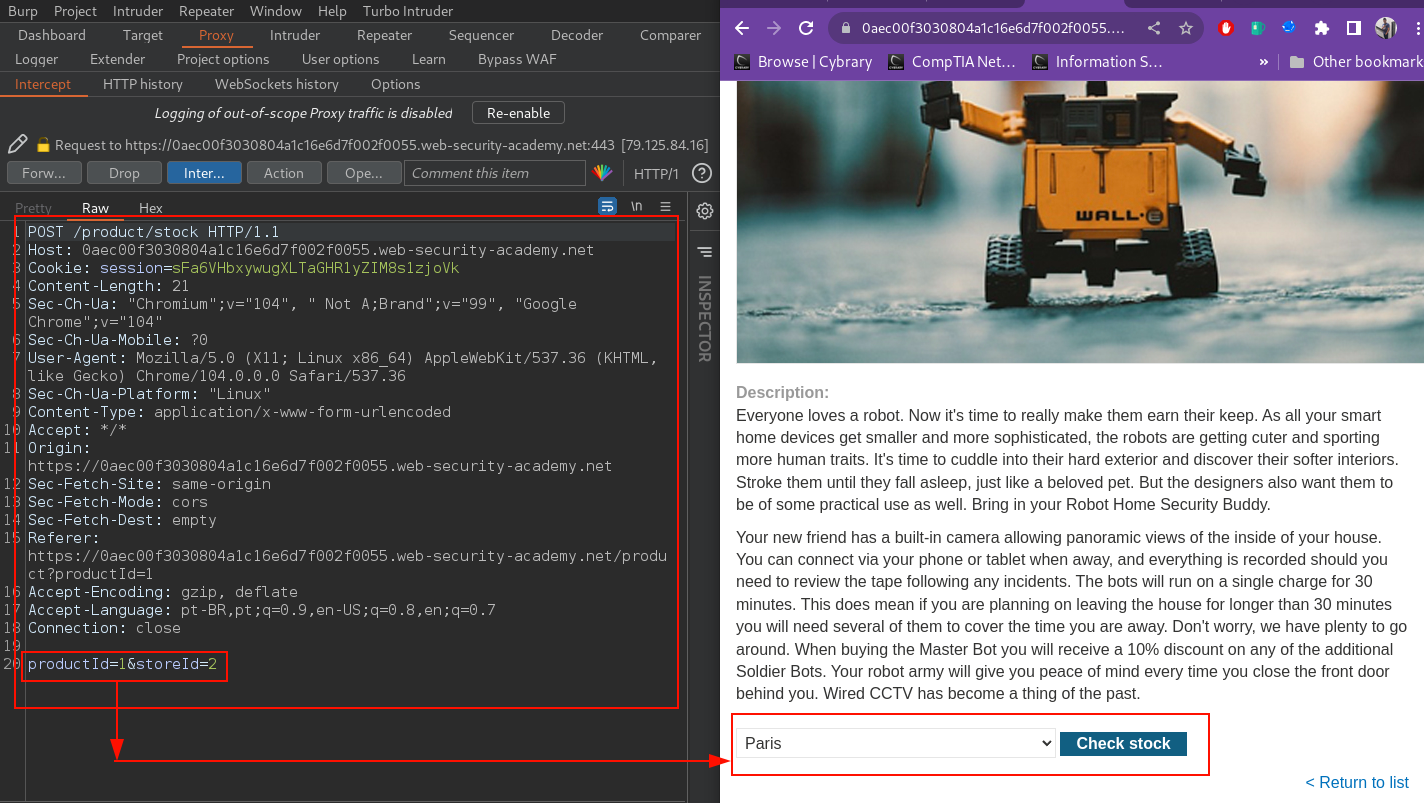 Burp Project Intruder Repeater Window Help Turbo Intruder
Dashboard Target Proxy Intruder Repeater Sequencer Decoder Comparer
Logger Extender Project options User options Learn Bypass WAF
Intercept HTTP history WebSockets history Options
Logging of out-of-scope Proxy traffic is disabled Re-enable
Request to https://0aec00f3030804a1c16e6d7f002f0055.web-security-academy.net:443 [79.125.84.16]
Forw... Drop Inter... Action Ope... Comment this item HTTP/1 ?
Pretty Raw Hex \n
1 POST /product/stock HTTP/1.1
2 Host: 0aec00f3030804a1c16e6d7f002f0055.web-security-academy.net
3 Cookie: session=sFa6VHbxywugXLTaGHR1yZIM8s1zjoVk
4 Content-Length: 21
5 Sec-Ch-Ua: "Chromium";v="104", " Not A;Brand";v="99", "Google
Chrome";v="104"
6 Sec-Ch-Ua-Mobile: ?0
7 User-Agent: Mozilla/5.0 (X11; Linux x86_64) AppleWebKit/537.36 (KHTML,
like Gecko) Chrome/104.0.0.0 Safari/537.36
8 Sec-Ch-Ua-Platform: "Linux"
9 Content-Type: application/x-www-form-urlencoded
10 Accept: */*
11 Origin:
https://0aec00f3030804a1c16e6d7f002f0055.web-security-academy.net
12 Sec-Fetch-Site: same-origin
13 Sec-Fetch-Mode: cors
14 Sec-Fetch-Dest: empty
15 Referer:
https://0aec00f3030804a1c16e6d7f002f0055.web-security-academy.net/produ
ct?productId=1
16 Accept-Encoding: gzip, deflate
17 Accept-Language: pt-BR,pt;q=0.9,en-US;q=0.8,en;q=0.7
18 Connection: close
19
20 productId=1&storeId=2
INSPECTOR
0aec00f3030804a1c16e6d7f002f0055....
Browse | Cybrary CompTIA Net... Information S... » Other bookmark
WALL·E
Description:
Everyone loves a robot. Now it's time to really make them earn their keep. As all your smart
home devices get smaller and more sophisticated, the robots are getting cuter and sporting
more human traits. It's time to cuddle into their hard exterior and discover their softer interiors.
Stroke them until they fall asleep, just like a beloved pet. But the designers also want them to
be of some practical use as well. Bring in your Robot Home Security Buddy.
Your new friend has a built-in camera allowing panoramic views of the inside of your house.
You can connect via your phone or tablet when away, and everything is recorded should you
need to review the tape following any incidents. The bots will run on a single charge for 30
minutes. This does mean if you are planning on leaving the house for longer than 30 minutes
you will need several of them to cover the time you are away. Don't worry, we have plenty to go
around. When buying the Master Bot you will receive a 10% discount on any of the additional
Soldier Bots. Your robot army will give you peace of mind every time you close the front door
behind you. Wired CCTV has become a thing of the past.
Paris Check stock
< Return to list